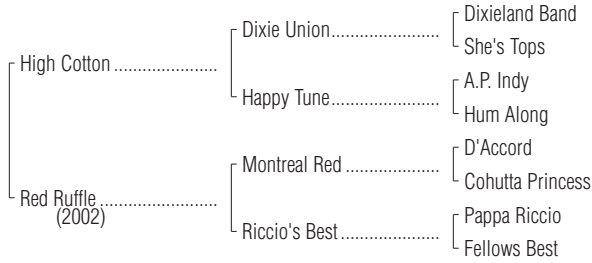 Dixieland Band
Dixie Union
She's Tops
High Cotton
A.P. Indy
Happy Tune
Hum Along
D'Accord
Montreal Red
Cohutta Princess
Red Ruffle
(2002)
Pappa Riccio
Riccio's Best
Fellows Best